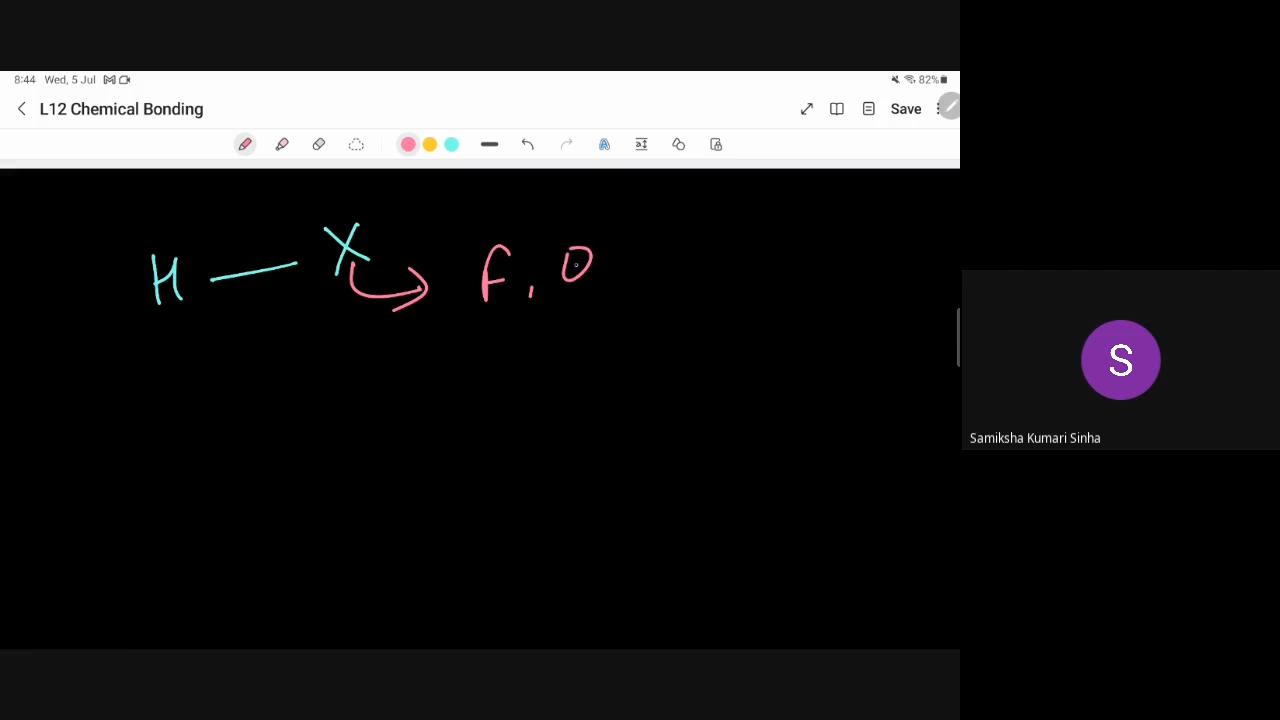 8:44 Wed, 5 Jul 82%
L12 Chemical Bonding Save
H — X → F, O
S
Samiksha Kumari Sinha